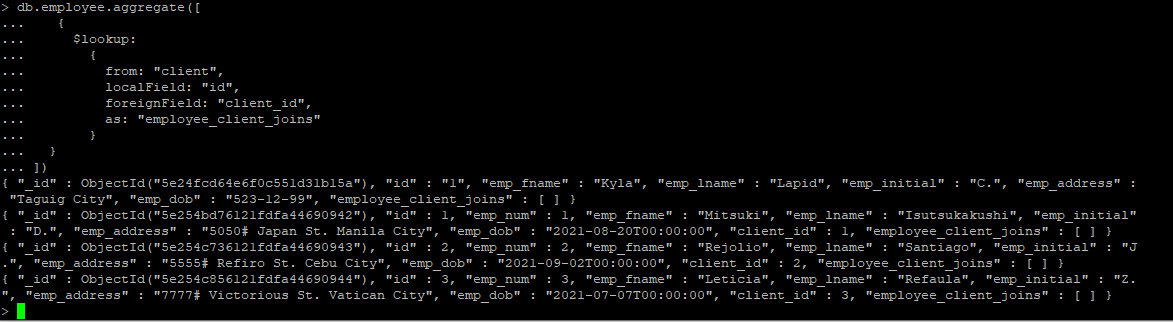 > db.employee.aggregate([
...    {
...      $lookup:
...        {
...          from: "client",
...          localField: "id",
...          foreignField: "client_id",
...          as: "employee_client_joins"
...        }
...   }
... ])
{ "_id" : ObjectId("5e24fcd64e6f0c551d31b15a"), "id" : "1", "emp_fname" : "Kyla", "emp_lname" : "Lapid", "emp_initial" : "C.", "emp_address" :
"Taguig City", "emp_dob" : "523-12-99", "employee_client_joins" : [ ] }
{ "_id" : ObjectId("5e254bd76121fdfa44690942"), "id" : 1, "emp_num" : 1, "emp_fname" : "Mitsuki", "emp_lname" : "Isutsukakushi", "emp_initial"
: "D.", "emp_address" : "5050# Japan St. Manila City", "emp_dob" : "2021-08-20T00:00:00", "client_id" : 1, "employee_client_joins" : [ ] }
{ "_id" : ObjectId("5e254c736121fdfa44690943"), "id" : 2, "emp_num" : 2, "emp_fname" : "Rejolio", "emp_lname" : "Santiago", "emp_initial" : "J
.", "emp_address" : "5555# Refiro St. Cebu City", "emp_dob" : "2021-09-02T00:00:00", "client_id" : 2, "employee_client_joins" : [ ] }
{ "_id" : ObjectId("5e254c856121fdfa44690944"), "id" : 3, "emp_num" : 3, "emp_fname" : "Leticia", "emp_lname" : "Refaula", "emp_initial" : "Z.
", "emp_address" : "7777# Victorious St. Vatican City", "emp_dob" : "2021-07-07T00:00:00", "client_id" : 3, "employee_client_joins" : [ ] }
>